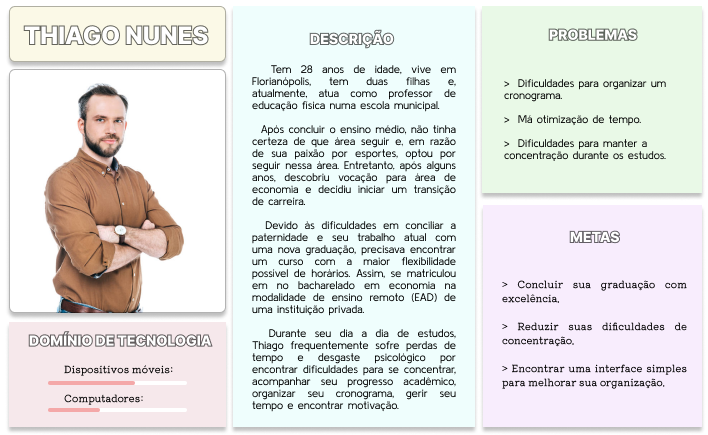 THIAGO NUNES
DOMÍNIO DE TECNOLOGIA
Dispositivos móveis:
Computadores:
DESCRIÇÃO
Tem 28 anos de idade, vive em
Florianópolis, tem duas filhas e,
atualmente, atua como professor de
educação física numa escola municipal.
Após concluir o ensino médio, não tinha
certeza de que área seguir e, em razão
de sua paixão por esportes, optou por
seguir nessa área. Entretanto, após alguns
anos, descobriu vocação para área de
economia e decidiu iniciar um transição
de carreira.
Devido às dificuldades em conciliar a
paternidade e seu trabalho atual com
uma nova graduação, precisava encontrar
um curso com a maior flexibilidade
possível de horários. Assim, se matriculou
em no bacharelado em economia na
modalidade de ensino remoto (EAD) de
uma instituição privada.
Durante seu dia a dia de estudos,
Thiago frequentemente sofre perdas de
tempo e desgaste psicológico por
encontrar dificuldades para se concentrar,
acompanhar seu progresso acadêmico,
organizar seu cronograma, gerir seu
tempo e encontrar motivação.
PROBLEMAS
> Dificuldades para organizar um
cronograma.
> Má otimização de tempo.
> Dificuldades para manter a
concentração durante os estudos.
METAS
> Concluir sua graduação com
excelência.
> Reduzir suas dificuldades de
concentração.
> Encontrar uma interface simples
para melhorar sua organização.